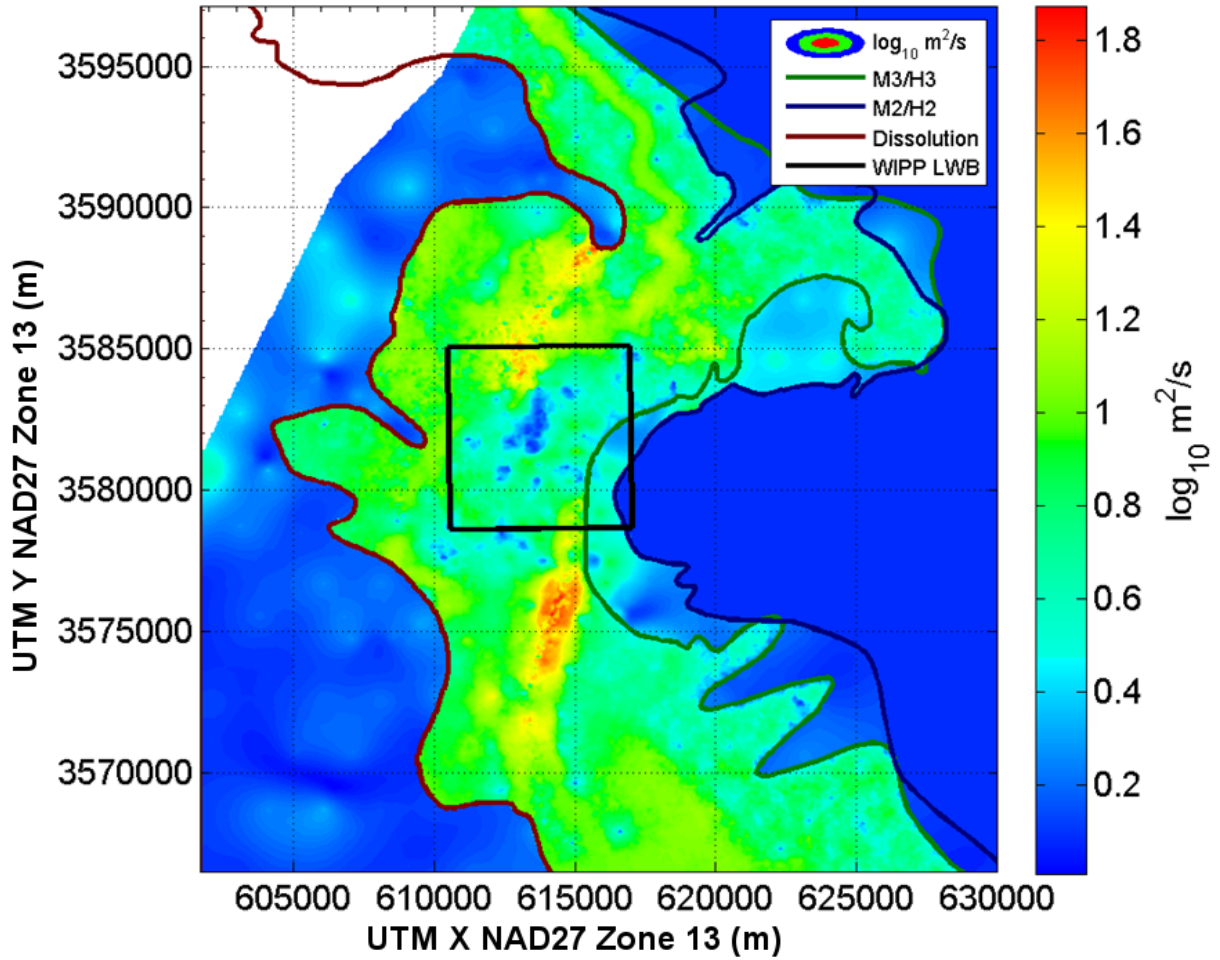 log10 m²/s
M3/H3
M2/H2
Dissolution
WIPP LWB
3595000
3590000
3585000
3580000
3575000
3570000
UTM Y NAD27 Zone 13 (m)
605000 610000 615000 620000 625000 630000
UTM X NAD27 Zone 13 (m)
1.8
1.6
1.4
1.2
1
0.8
0.6
0.4
0.2
log10 m²/s